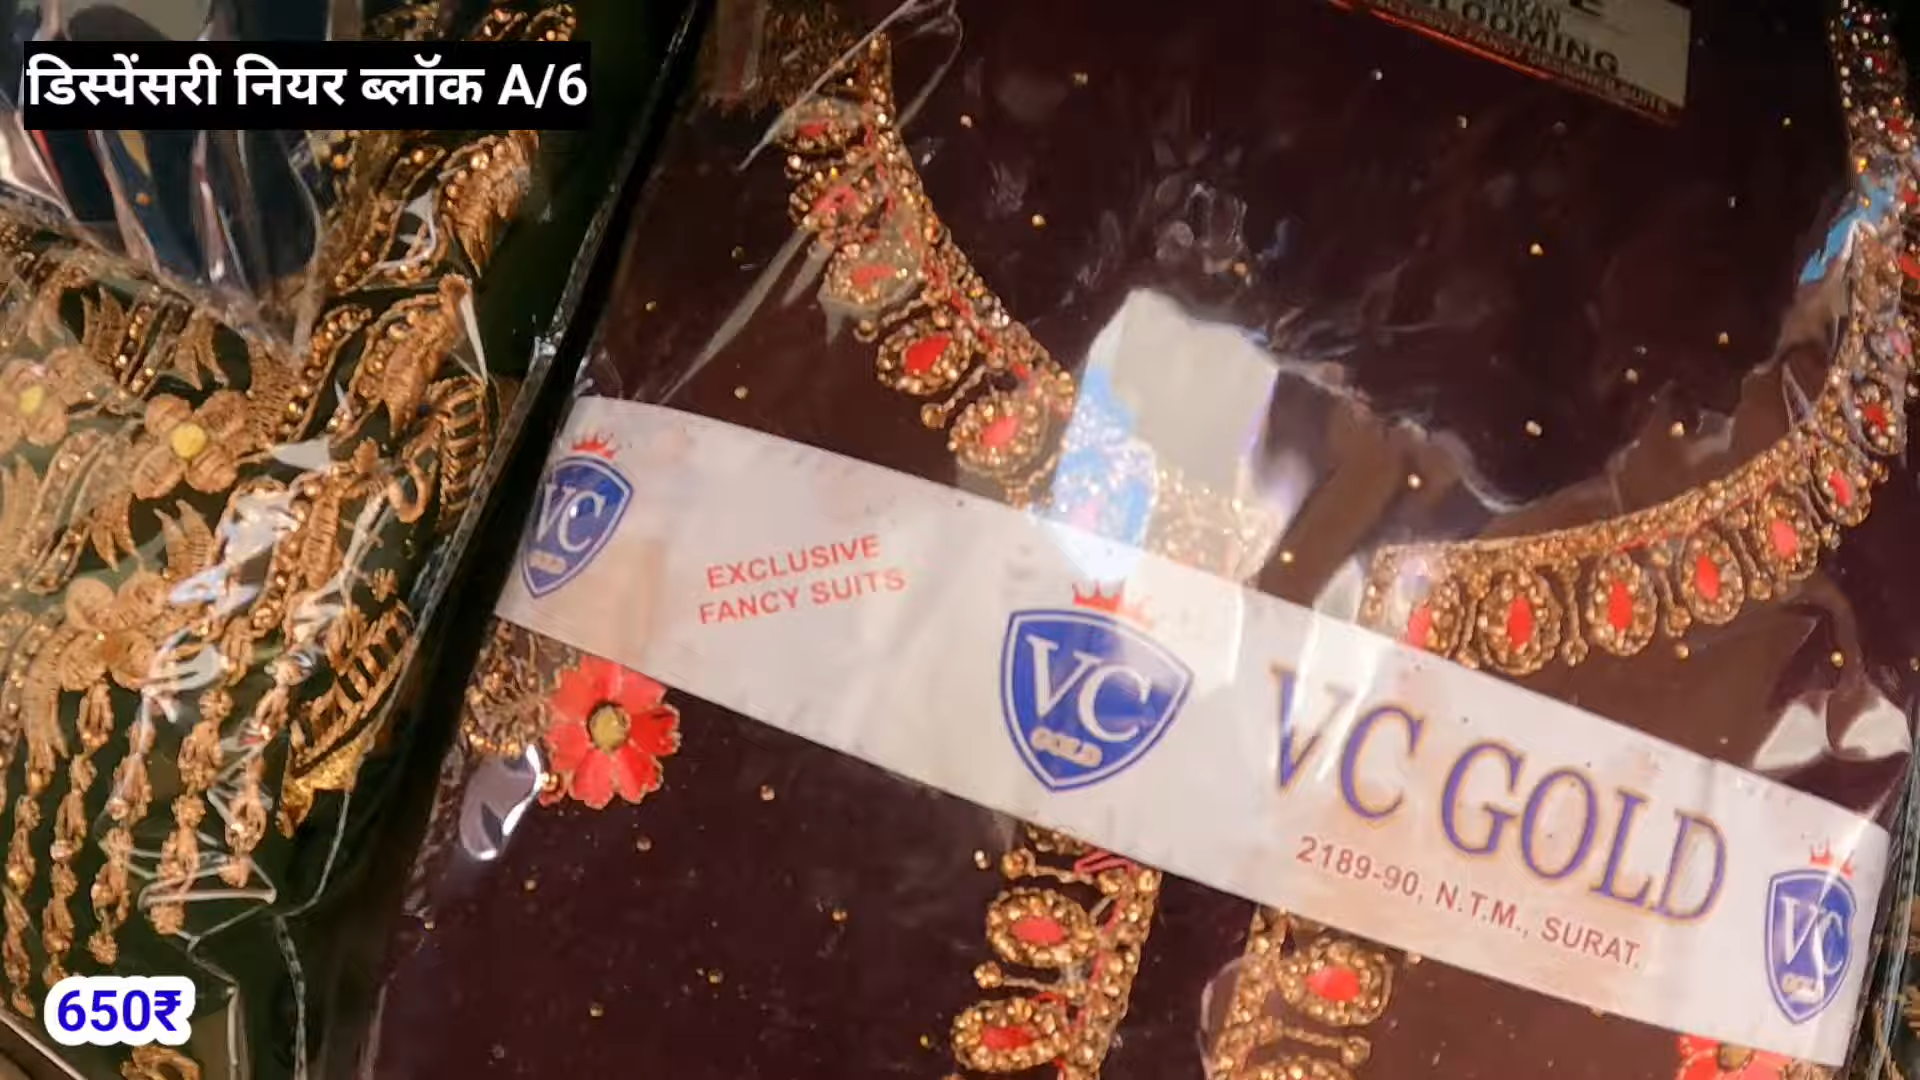 डिस्पेंसरी नियर ब्लॉक A/6
BLOOMING
VC
GOLD
EXCLUSIVE
FANCY SUITS
VC
GOLD
VC GOLD
2189-90, N.T.M., SURAT.
VC
GOLD
650₹